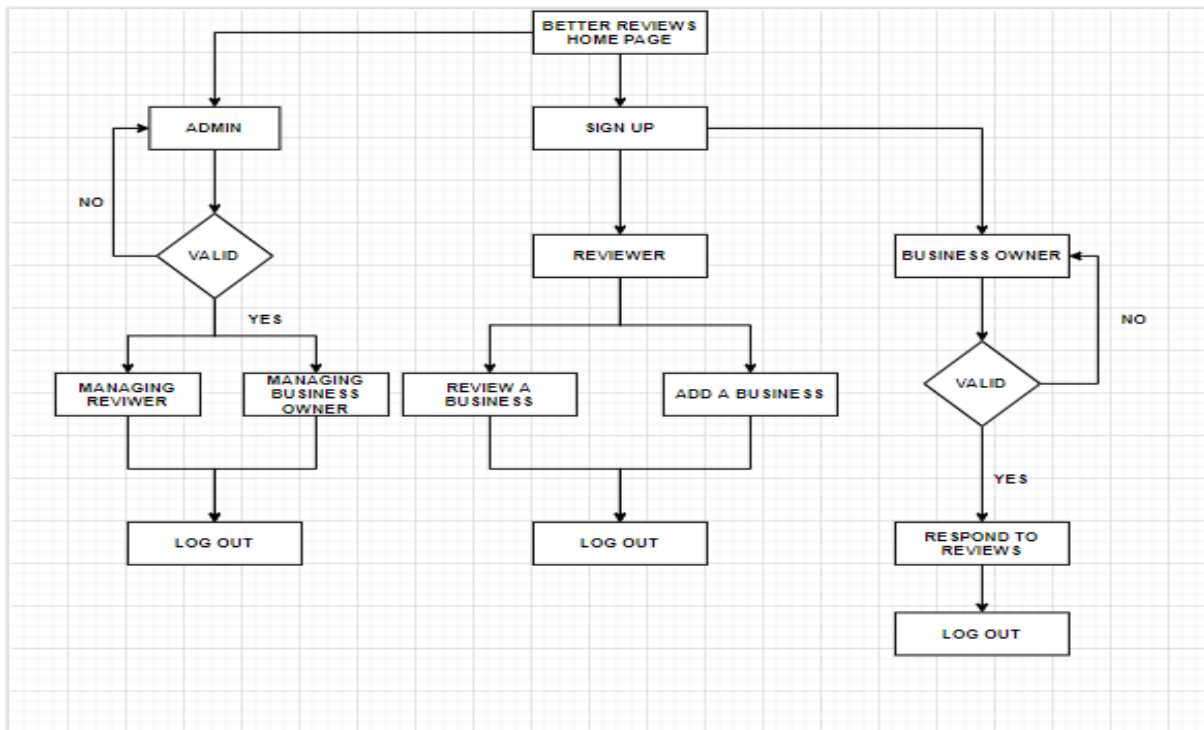 BETTER REVIEWS
HOME PAGE
ADMIN
SIGN UP
NO
VALID
REVIEWER
BUSINESS OWNER
YES
NO
MANAGING
REVIWER
MANAGING
BUSINESS
OWNER
REVIEW A
BUSINESS
ADD A BUSINESS
VALID
YES
LOG OUT
LOG OUT
RESPOND TO
REVIEWS
LOG OUT